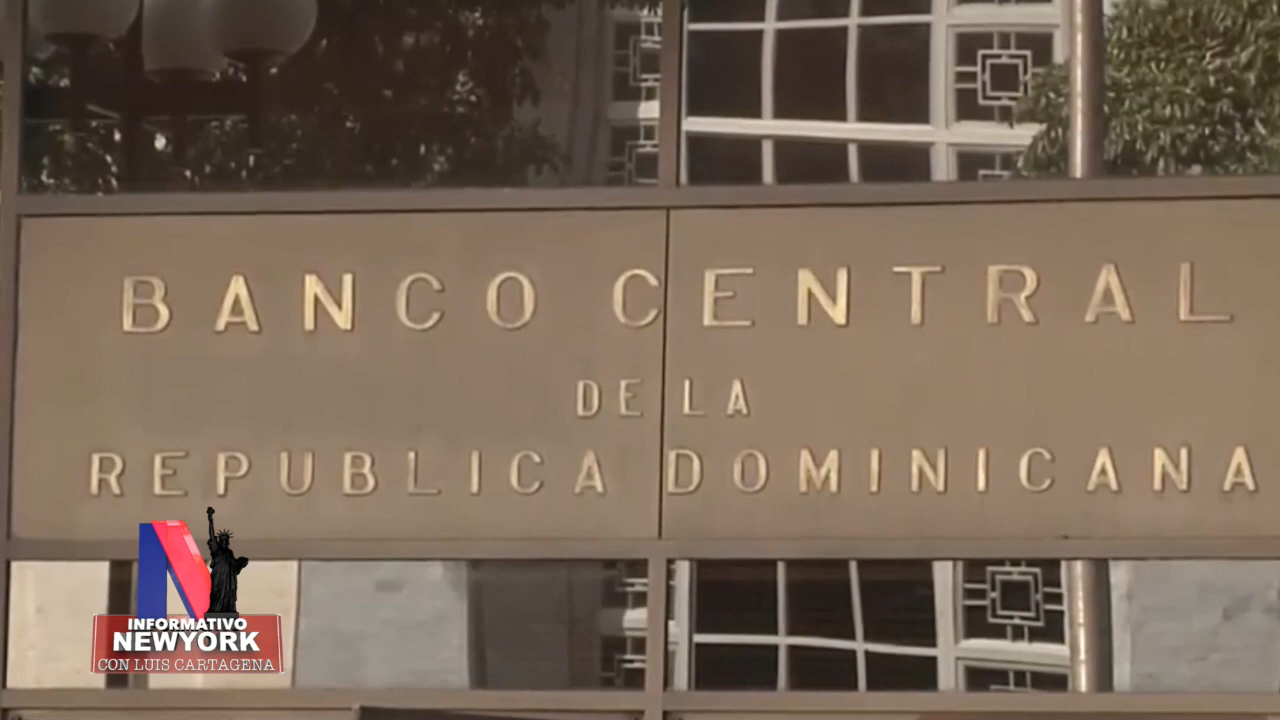 BANCO CENTRAL
DE LA
REPUBLICA DOMINICANA
INFORMATIVO
NEWYORK
CON LUIS CARTAGENA